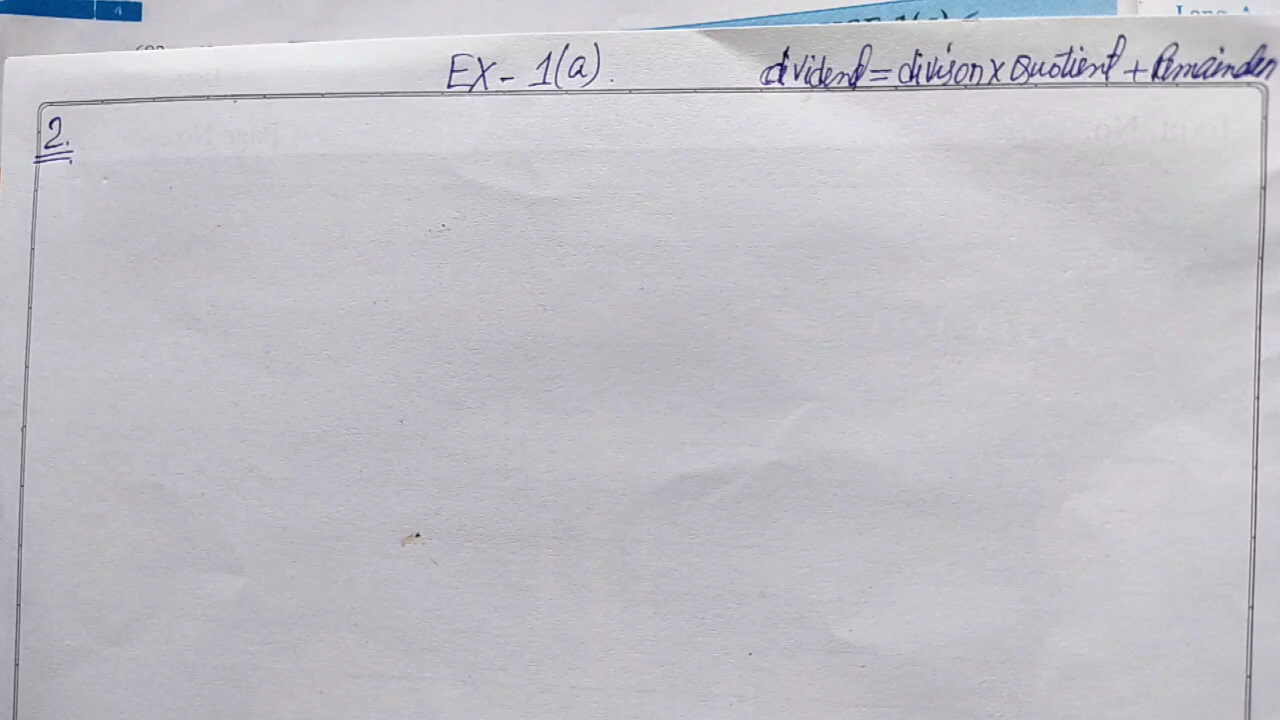 Ex- 1(a).
dividend = divison x Quotient + Remainder
2.